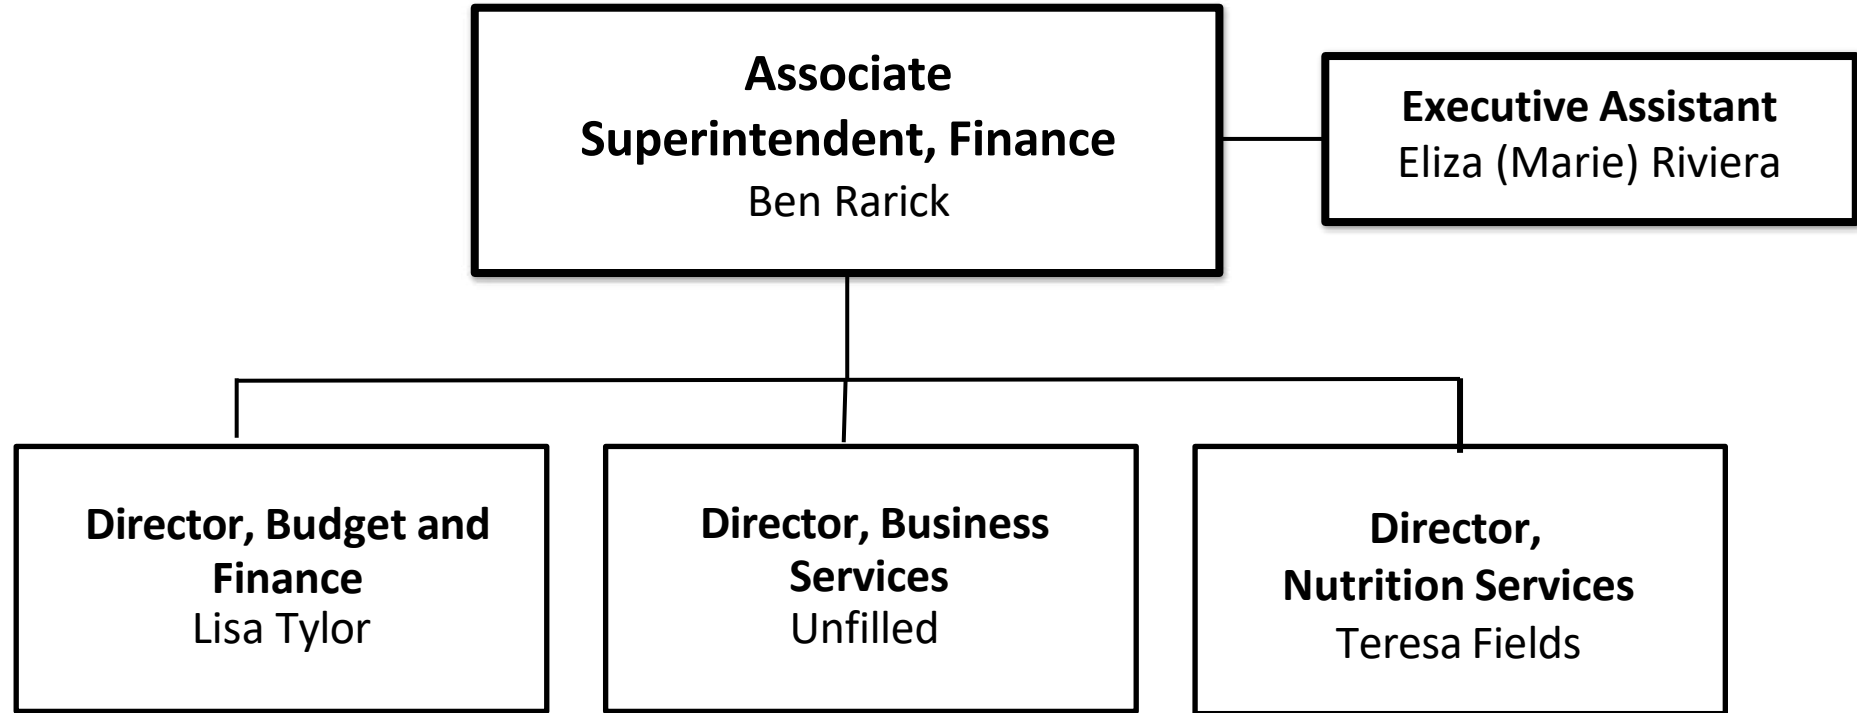 Associate
Superintendent, Finance
Ben Rarick
Executive Assistant
Eliza (Marie) Riviera
Director, Budget and
Finance
Lisa Tylor
Director, Business
Services
Unfilled
Director,
Nutrition Services
Teresa Fields